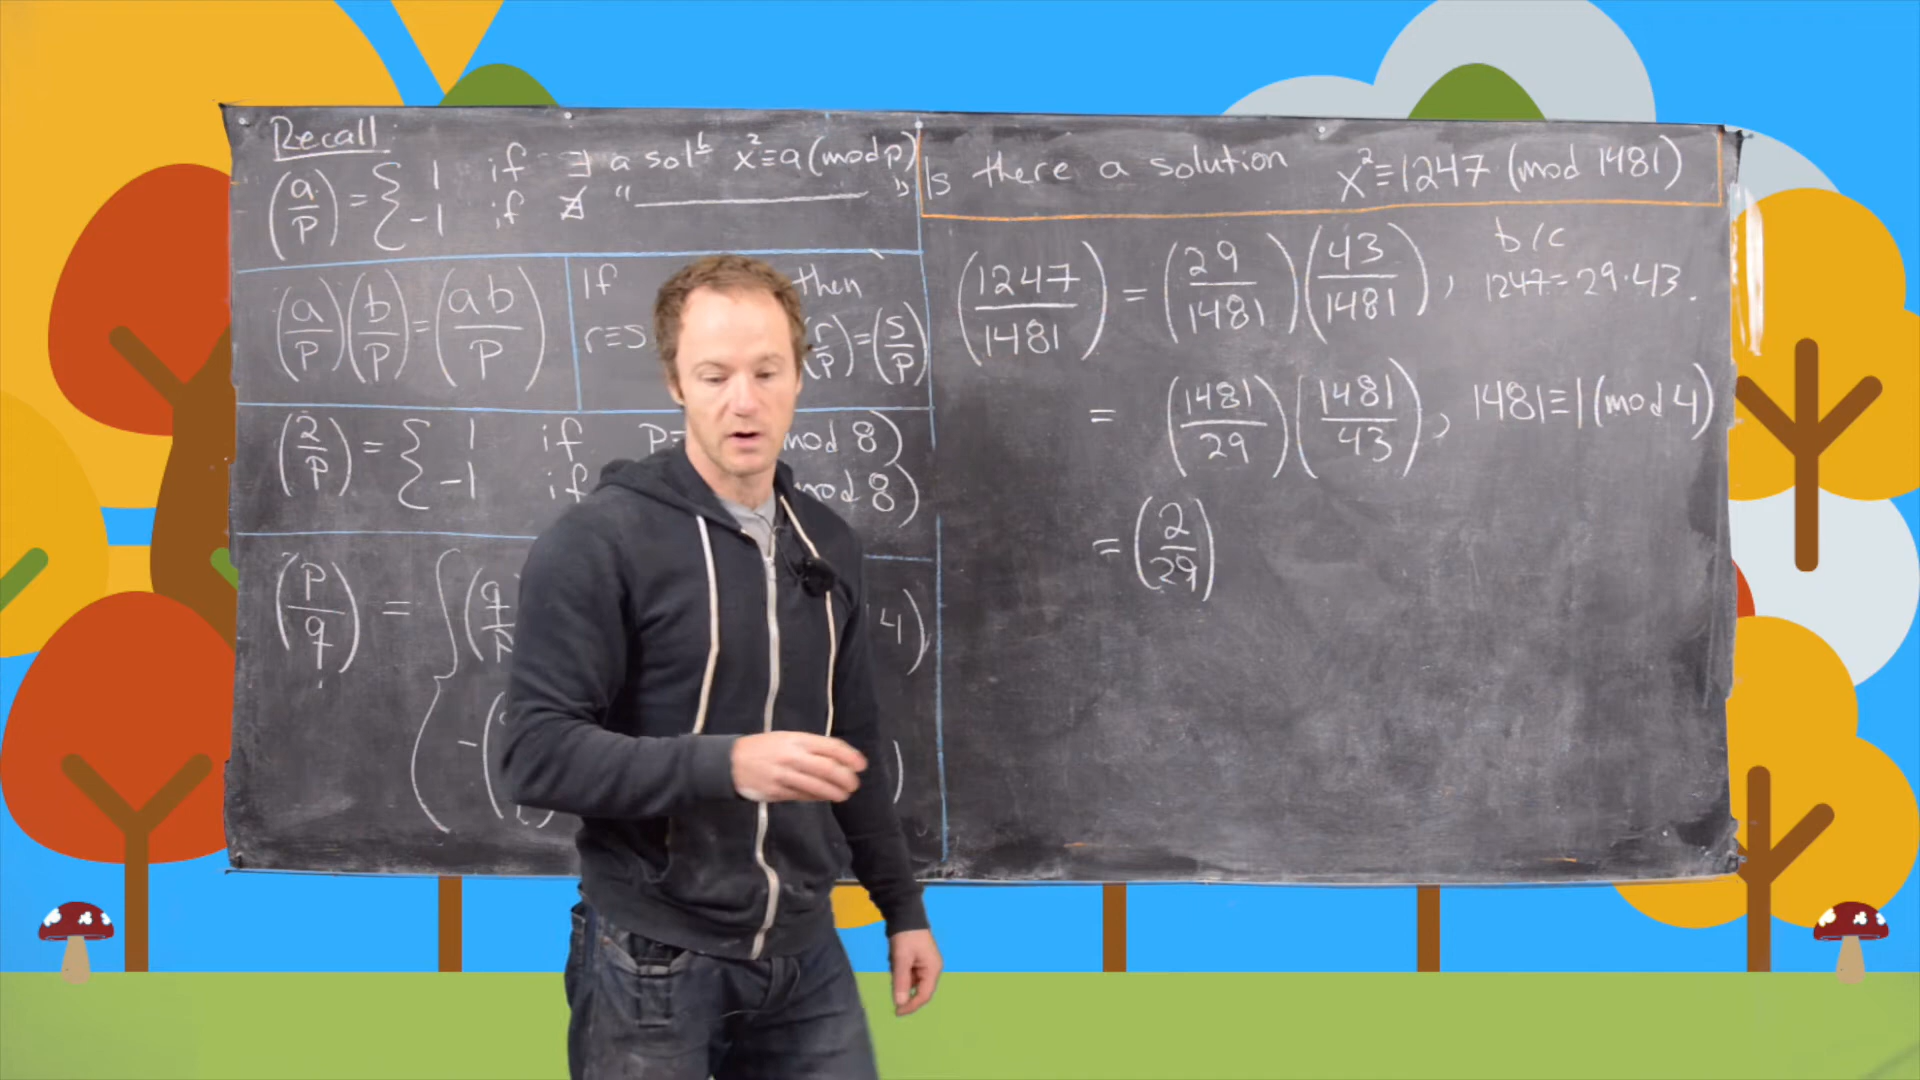 Recall:
(a/p) = { 1 if ∃ a solⁿ x² ≡ a (mod p)
-1 if ∄ " ———— "
(a/p)(b/p) = (ab/p)
If then
r ≡ s (r/p) = (s/p)
(2/p) = { 1 if p ≡ mod 8)
-1 if mod 8)
(p/q) = { (q/p) 4),
-( )
Is there a solution x² ≡ 1247 (mod 1481)
(1247/1481) = (29/1481)(43/1481), b/c 1247 = 29·43.
= (1481/29)(1481/43), 1481 ≡ 1 (mod 4)
= (2/29)